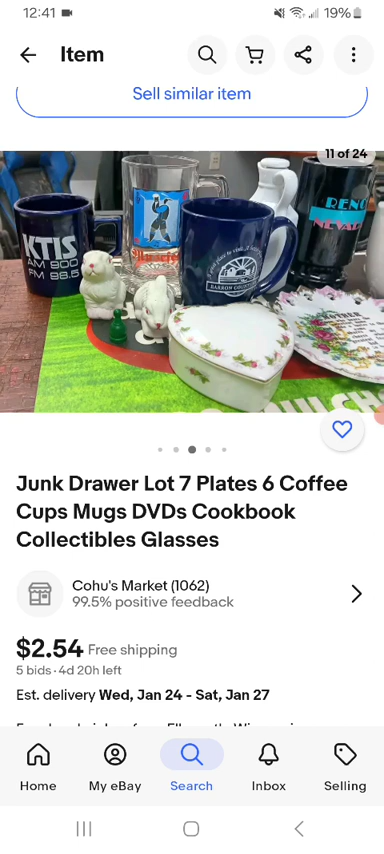 12:41
19%
Item
Sell similar item
11 of 24
KTIS
AM 900
FM 98.5
RENO
NEVADA
BARROW COUNTY
MOTHER
Junk Drawer Lot 7 Plates 6 Coffee
Cups Mugs DVDs Cookbook
Collectibles Glasses
Cohu's Market (1062)
99.5% positive feedback
$2.54 Free shipping
5 bids · 4d 20h left
Est. delivery Wed, Jan 24 - Sat, Jan 27
Home
My eBay
Search
Inbox
Selling